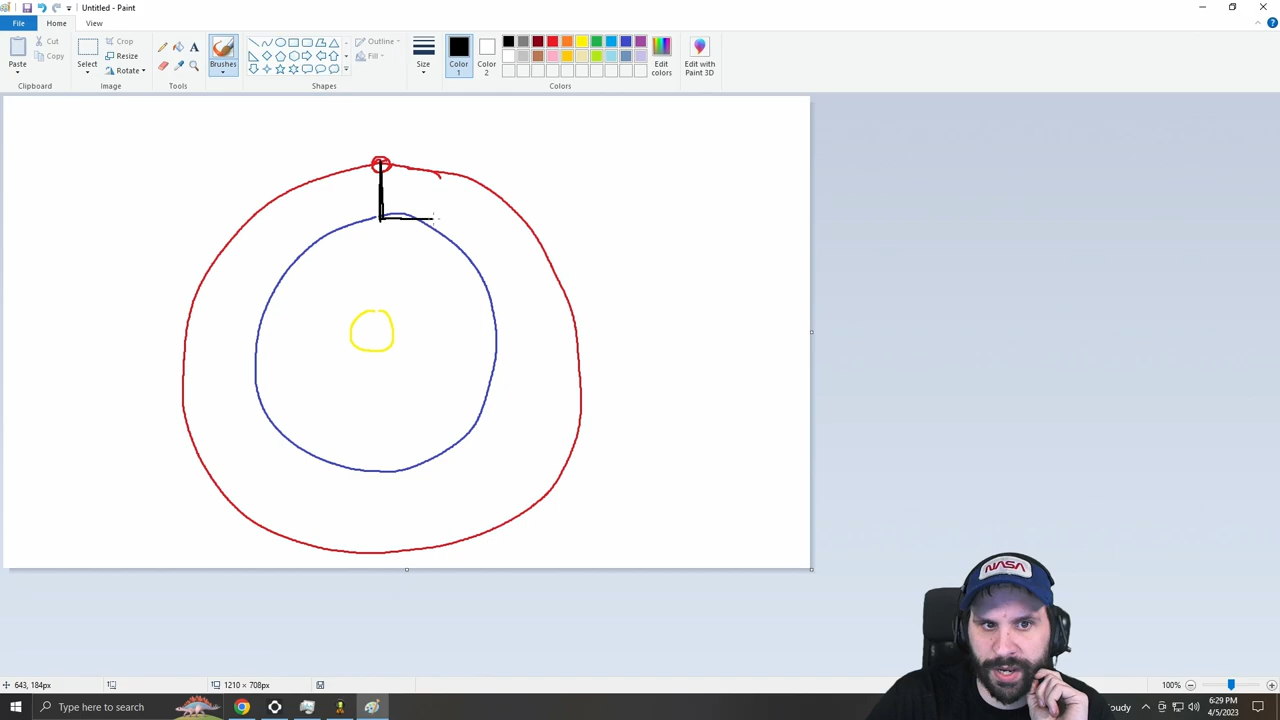 Untitled - Paint
File Home View
Paste
Cut
Copy
Clipboard
Select
Crop
Resize
Rotate
Image
A
Tools
Brushes
Outline
Fill
Shapes
Size
Color 1
Color 2
Edit colors
Edit with Paint 3D
Colors
NASA
643, 184px
1210 × 708px
100%
Type here to search
oudy
6:29 PM
4/5/2023